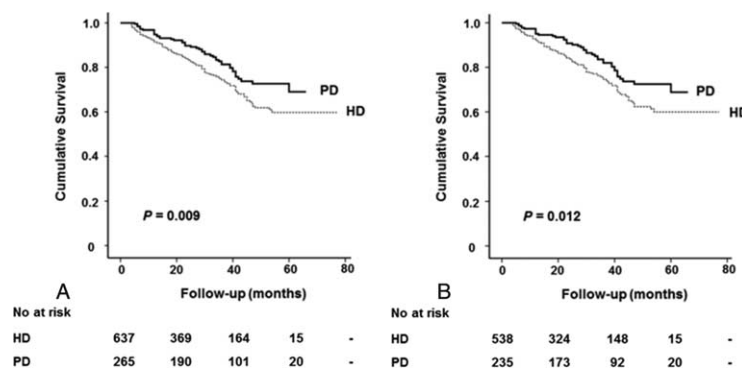 1.0
0.8
0.6
0.4
0.2
0
Cumulative Survival
PD
HD
P = 0.009
0 20 40 60 80
Follow-up (months)
A
No at risk
HD 637 369 164 15 -
PD 265 190 101 20 -
1.0
0.8
0.6
0.4
0.2
0
Cumulative Survival
PD
HD
P = 0.012
0 20 40 60 80
Follow-up (months)
B
No at risk
HD 538 324 148 15 -
PD 235 173 92 20 -